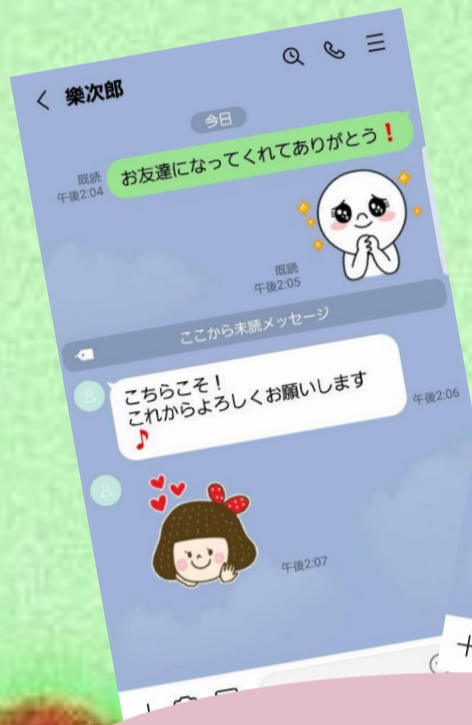 樂次郎
今日
お友達になってくれてありがとう❗
既読
午後2:04
既読
午後2:05
ここから未読メッセージ
こちらこそ！
これからよろしくお願いします
♪
午後2:06
午後2:07